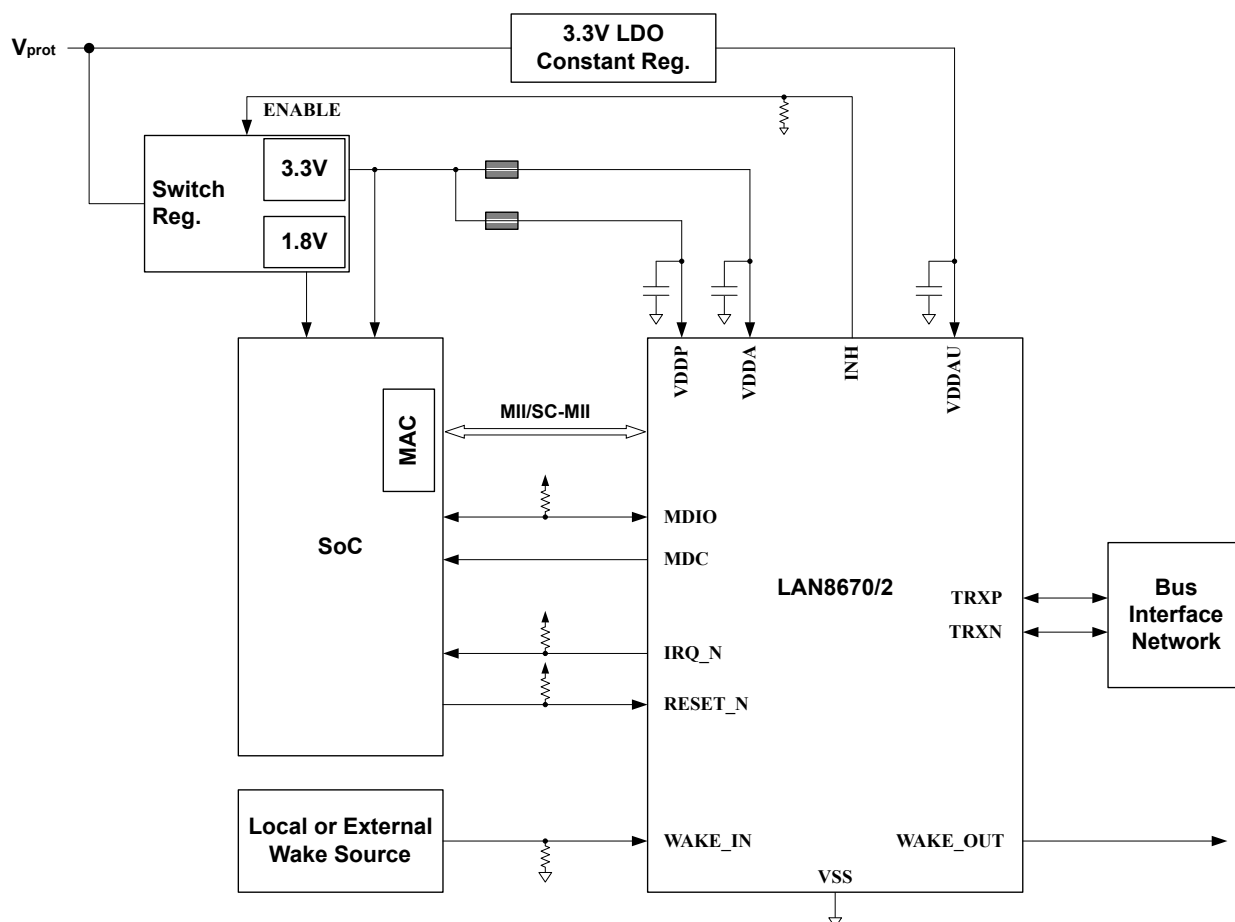 Vprot
3.3V LDO
Constant Reg.
ENABLE
Switch
Reg.
3.3V
1.8V
VDDP
VDDA
INH
VDDAU
MAC
MII/SC-MII
SoC
MDIO
MDC
LAN8670/2
TRXP
TRXN
Bus
Interface
Network
IRQ_N
RESET_N
Local or External
Wake Source
WAKE_IN
WAKE_OUT
VSS